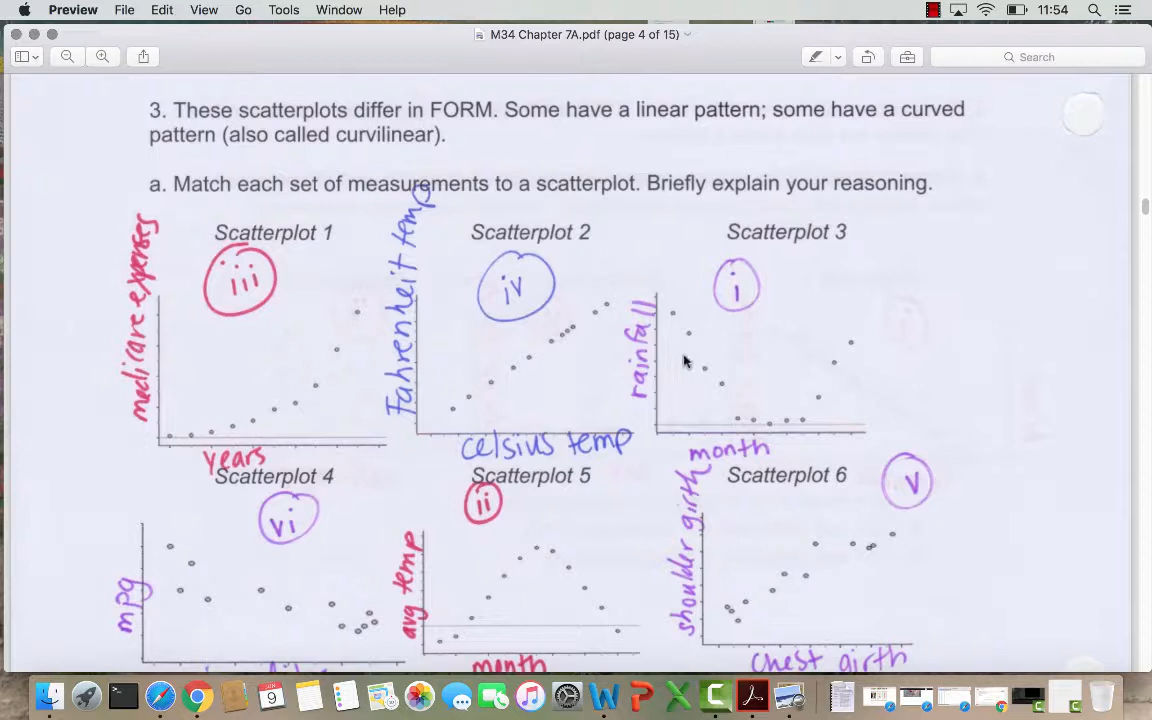 Preview File Edit View Go Tools Window Help 11:54
M34 Chapter 7A.pdf (page 4 of 15)
Search
3. These scatterplots differ in FORM. Some have a linear pattern; some have a curved
pattern (also called curvilinear).
a. Match each set of measurements to a scatterplot. Briefly explain your reasoning.
Scatterplot 1 Scatterplot 2 Scatterplot 3
iii iv i
medicare expenses Fahrenheit temp rainfall
years celsius temp month
Scatterplot 4 Scatterplot 5 Scatterplot 6
vi ii v
mpg avg temp shoulder girth
month chest girth
9